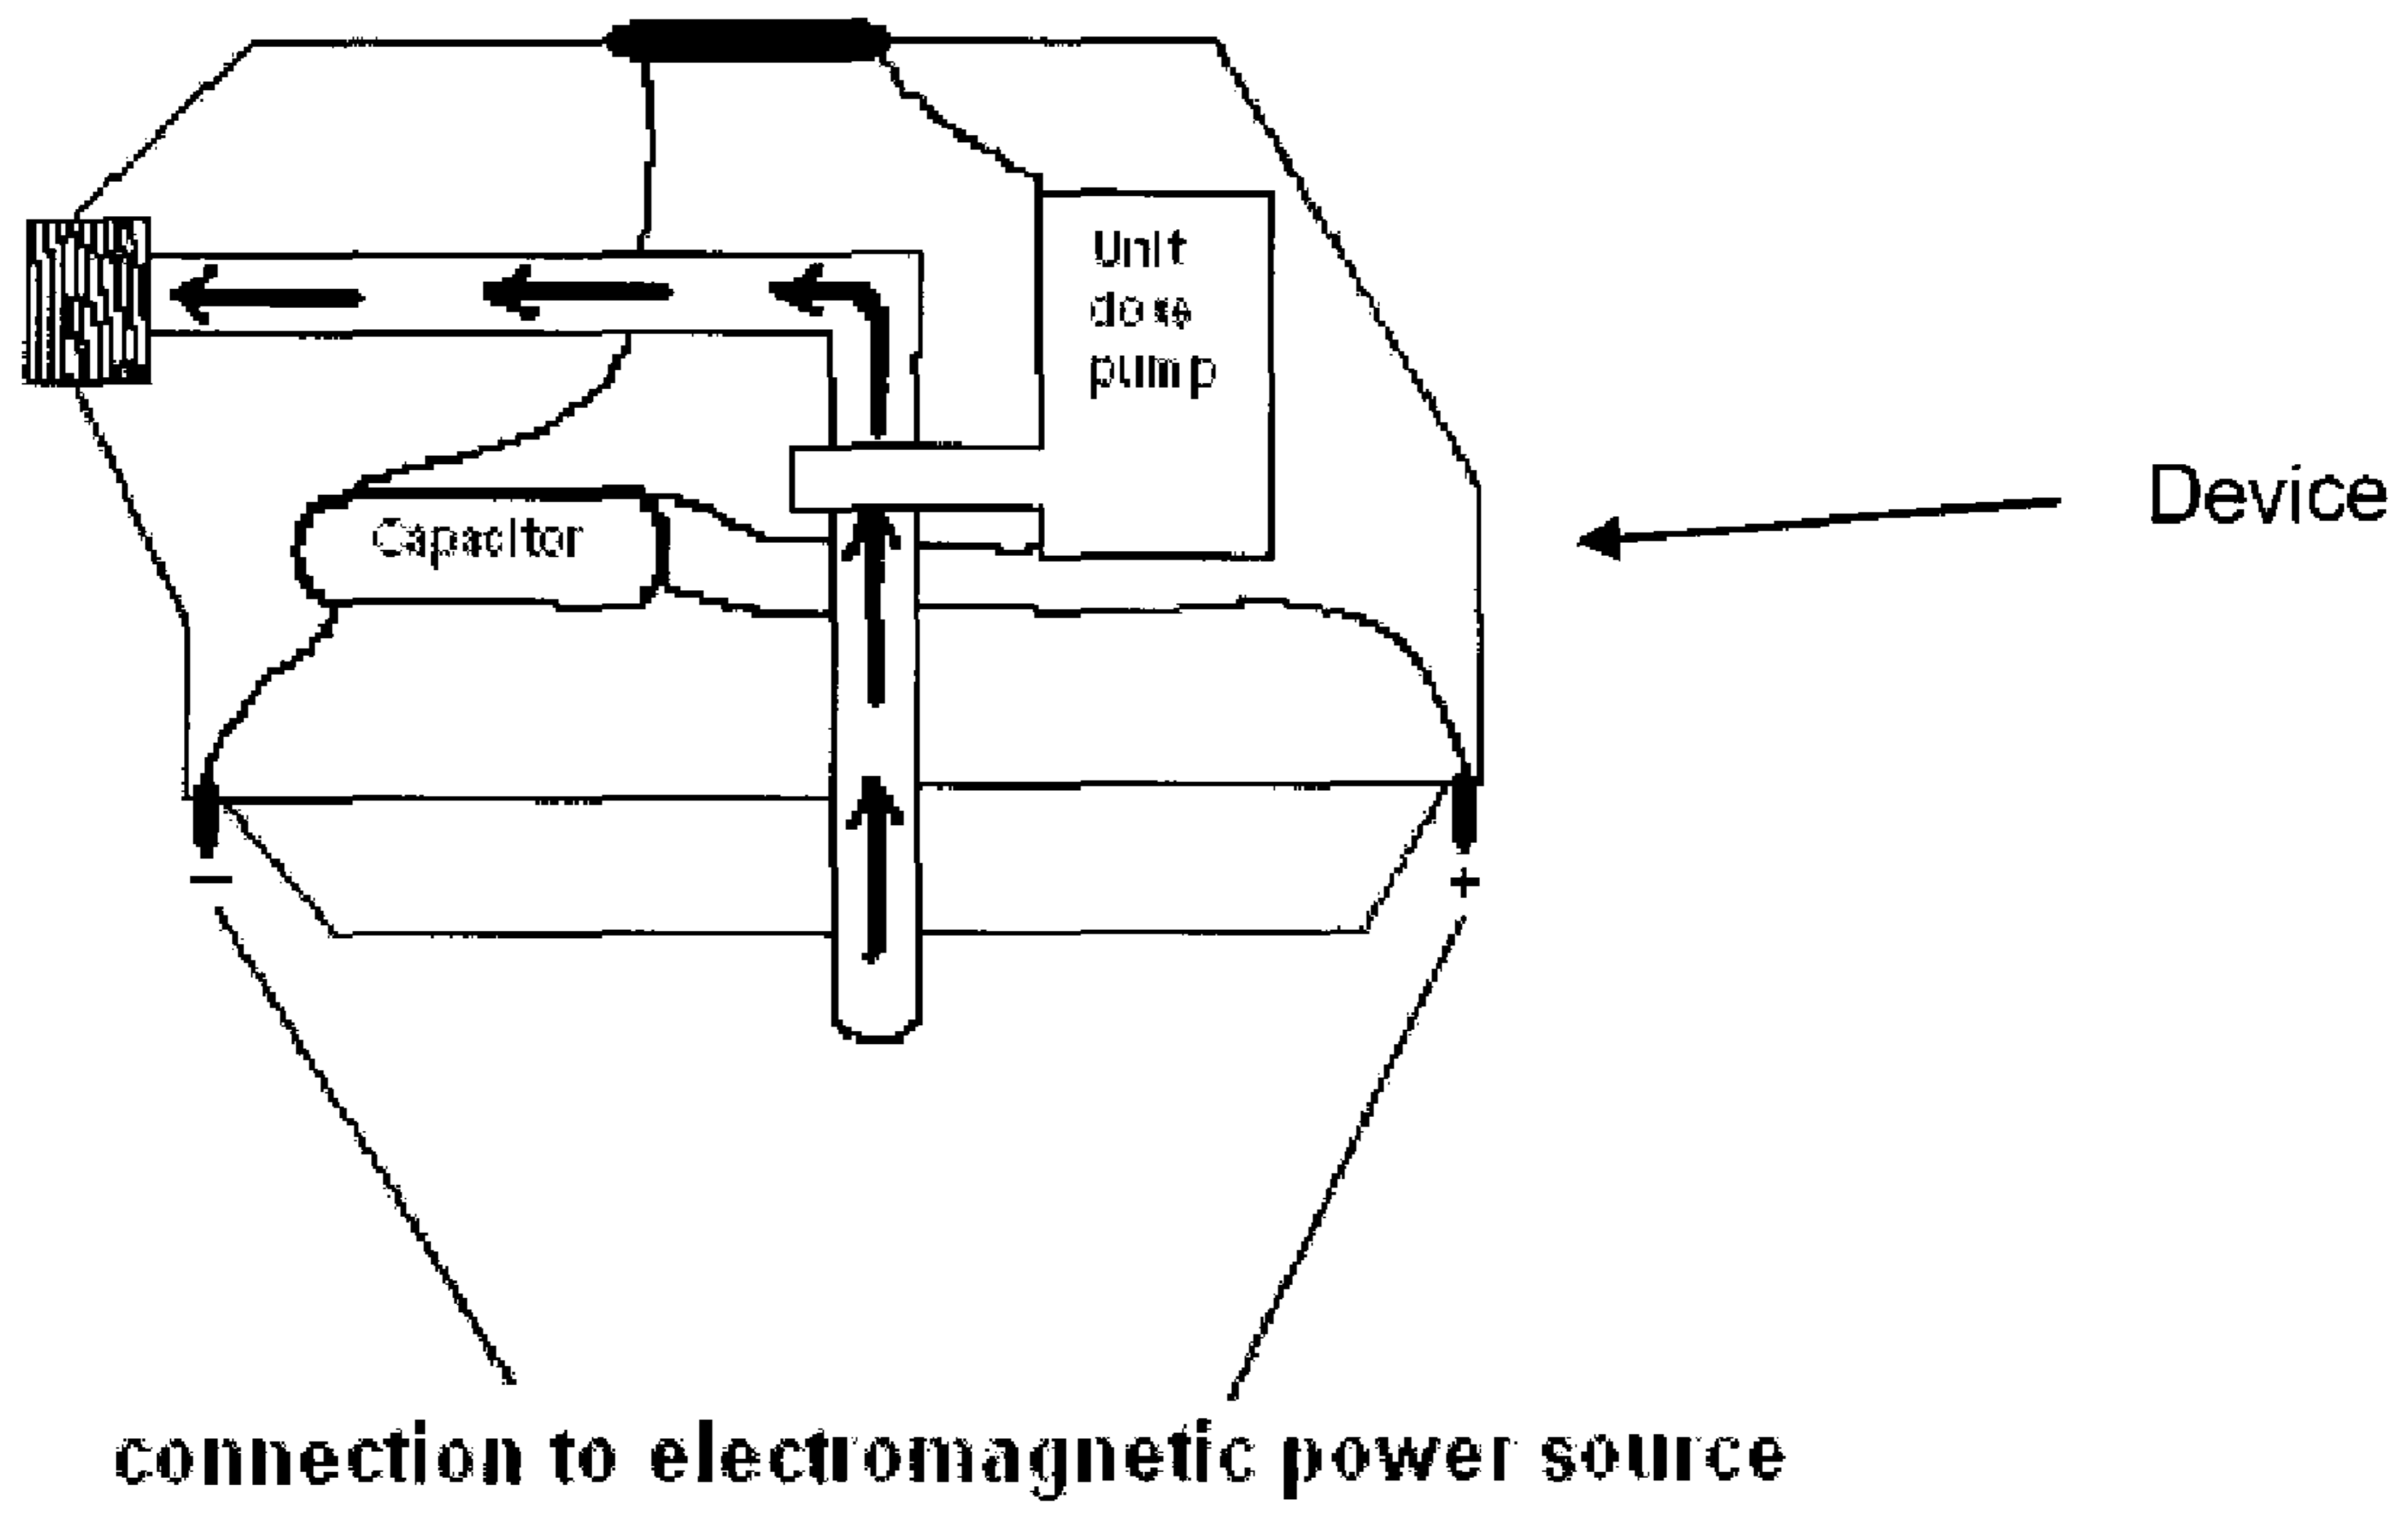 Unit
dose
pump
Capacitor
Device
−
+
connection to electromagnetic power source